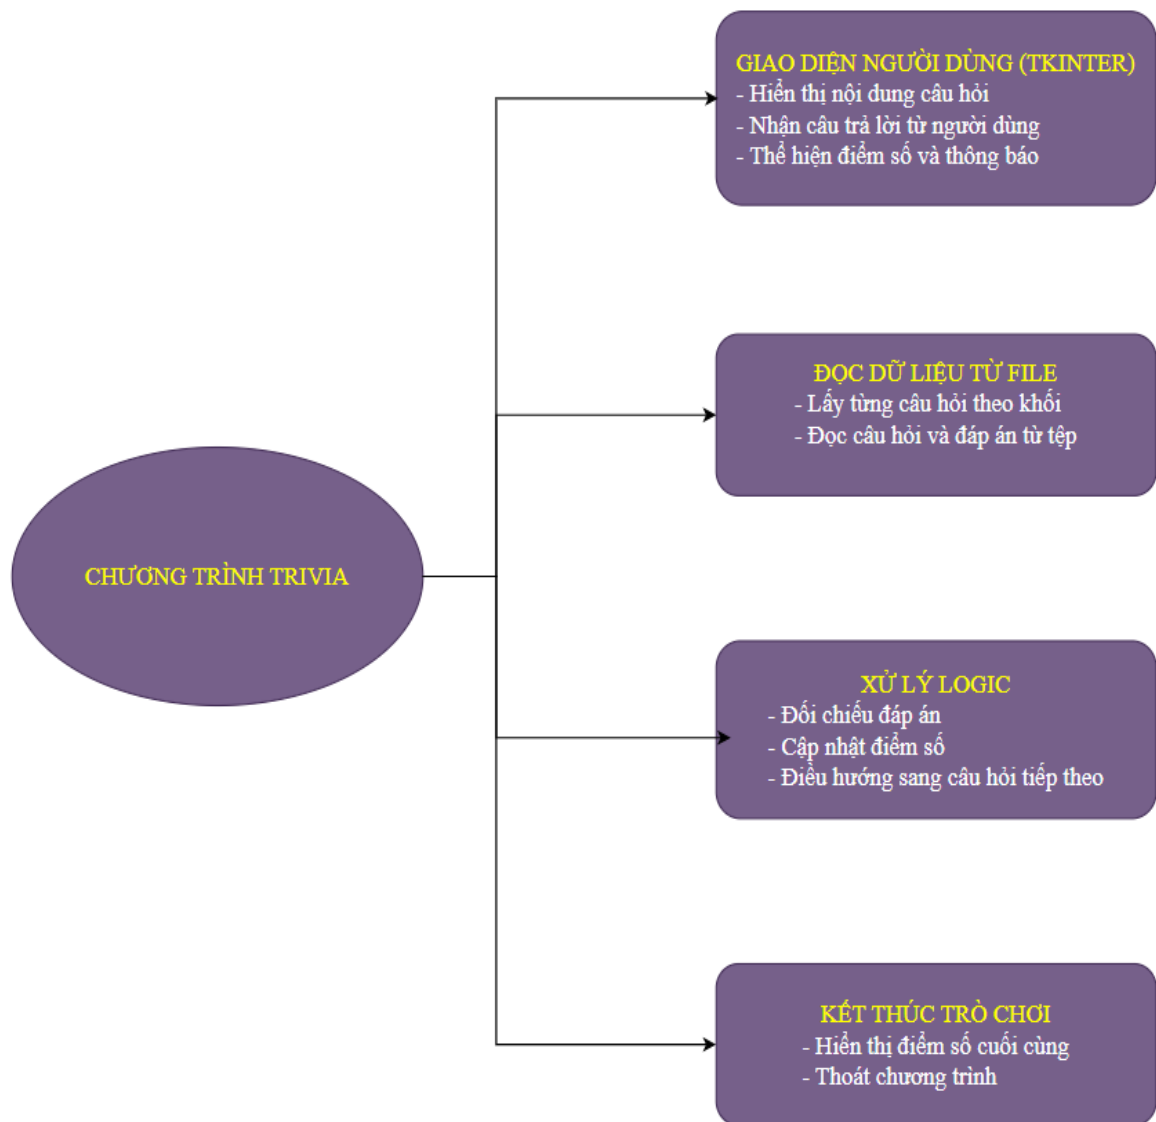 GIAO DIỆN NGƯỜI DÙNG (TKINTER)
- Hiển thị nội dung câu hỏi
- Nhận câu trả lời từ người dùng
- Thể hiện điểm số và thông báo
ĐỌC DỮ LIỆU TỪ FILE
- Lấy từng câu hỏi theo khối
- Đọc câu hỏi và đáp án từ tệp
CHƯƠNG TRÌNH TRIVIA
XỬ LÝ LOGIC
- Đối chiếu đáp án
- Cập nhật điểm số
- Điều hướng sang câu hỏi tiếp theo
KẾT THÚC TRÒ CHƠI
- Hiển thị điểm số cuối cùng
- Thoát chương trình